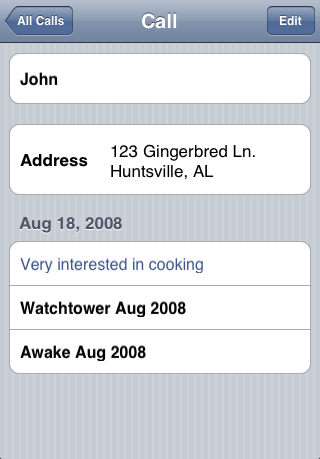 All Calls
Call
Edit
John
Address
123 Gingerbred Ln.
Huntsville, AL
Aug 18, 2008
Very interested in cooking
Watchtower Aug 2008
Awake Aug 2008